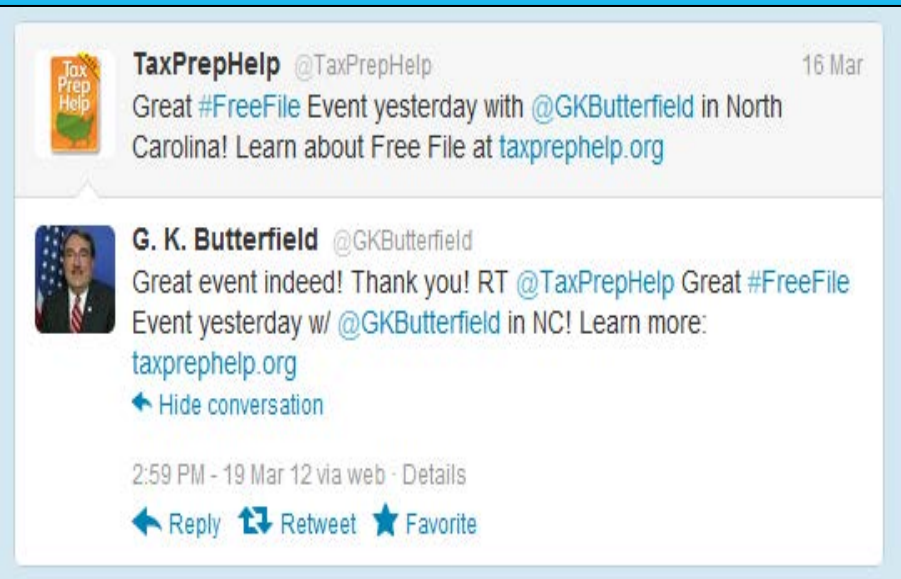 Tax
Prep
Help
TaxPrepHelp @TaxPrepHelp 16 Mar
Great #FreeFile Event yesterday with @GKButterfield in North
Carolina! Learn about Free File at taxprephelp.org
G. K. Butterfield @GKButterfield
Great event indeed! Thank you! RT @TaxPrepHelp Great #FreeFile
Event yesterday w/ @GKButterfield in NC! Learn more:
taxprephelp.org
Hide conversation
2:59 PM - 19 Mar 12 via web · Details
Reply Retweet Favorite